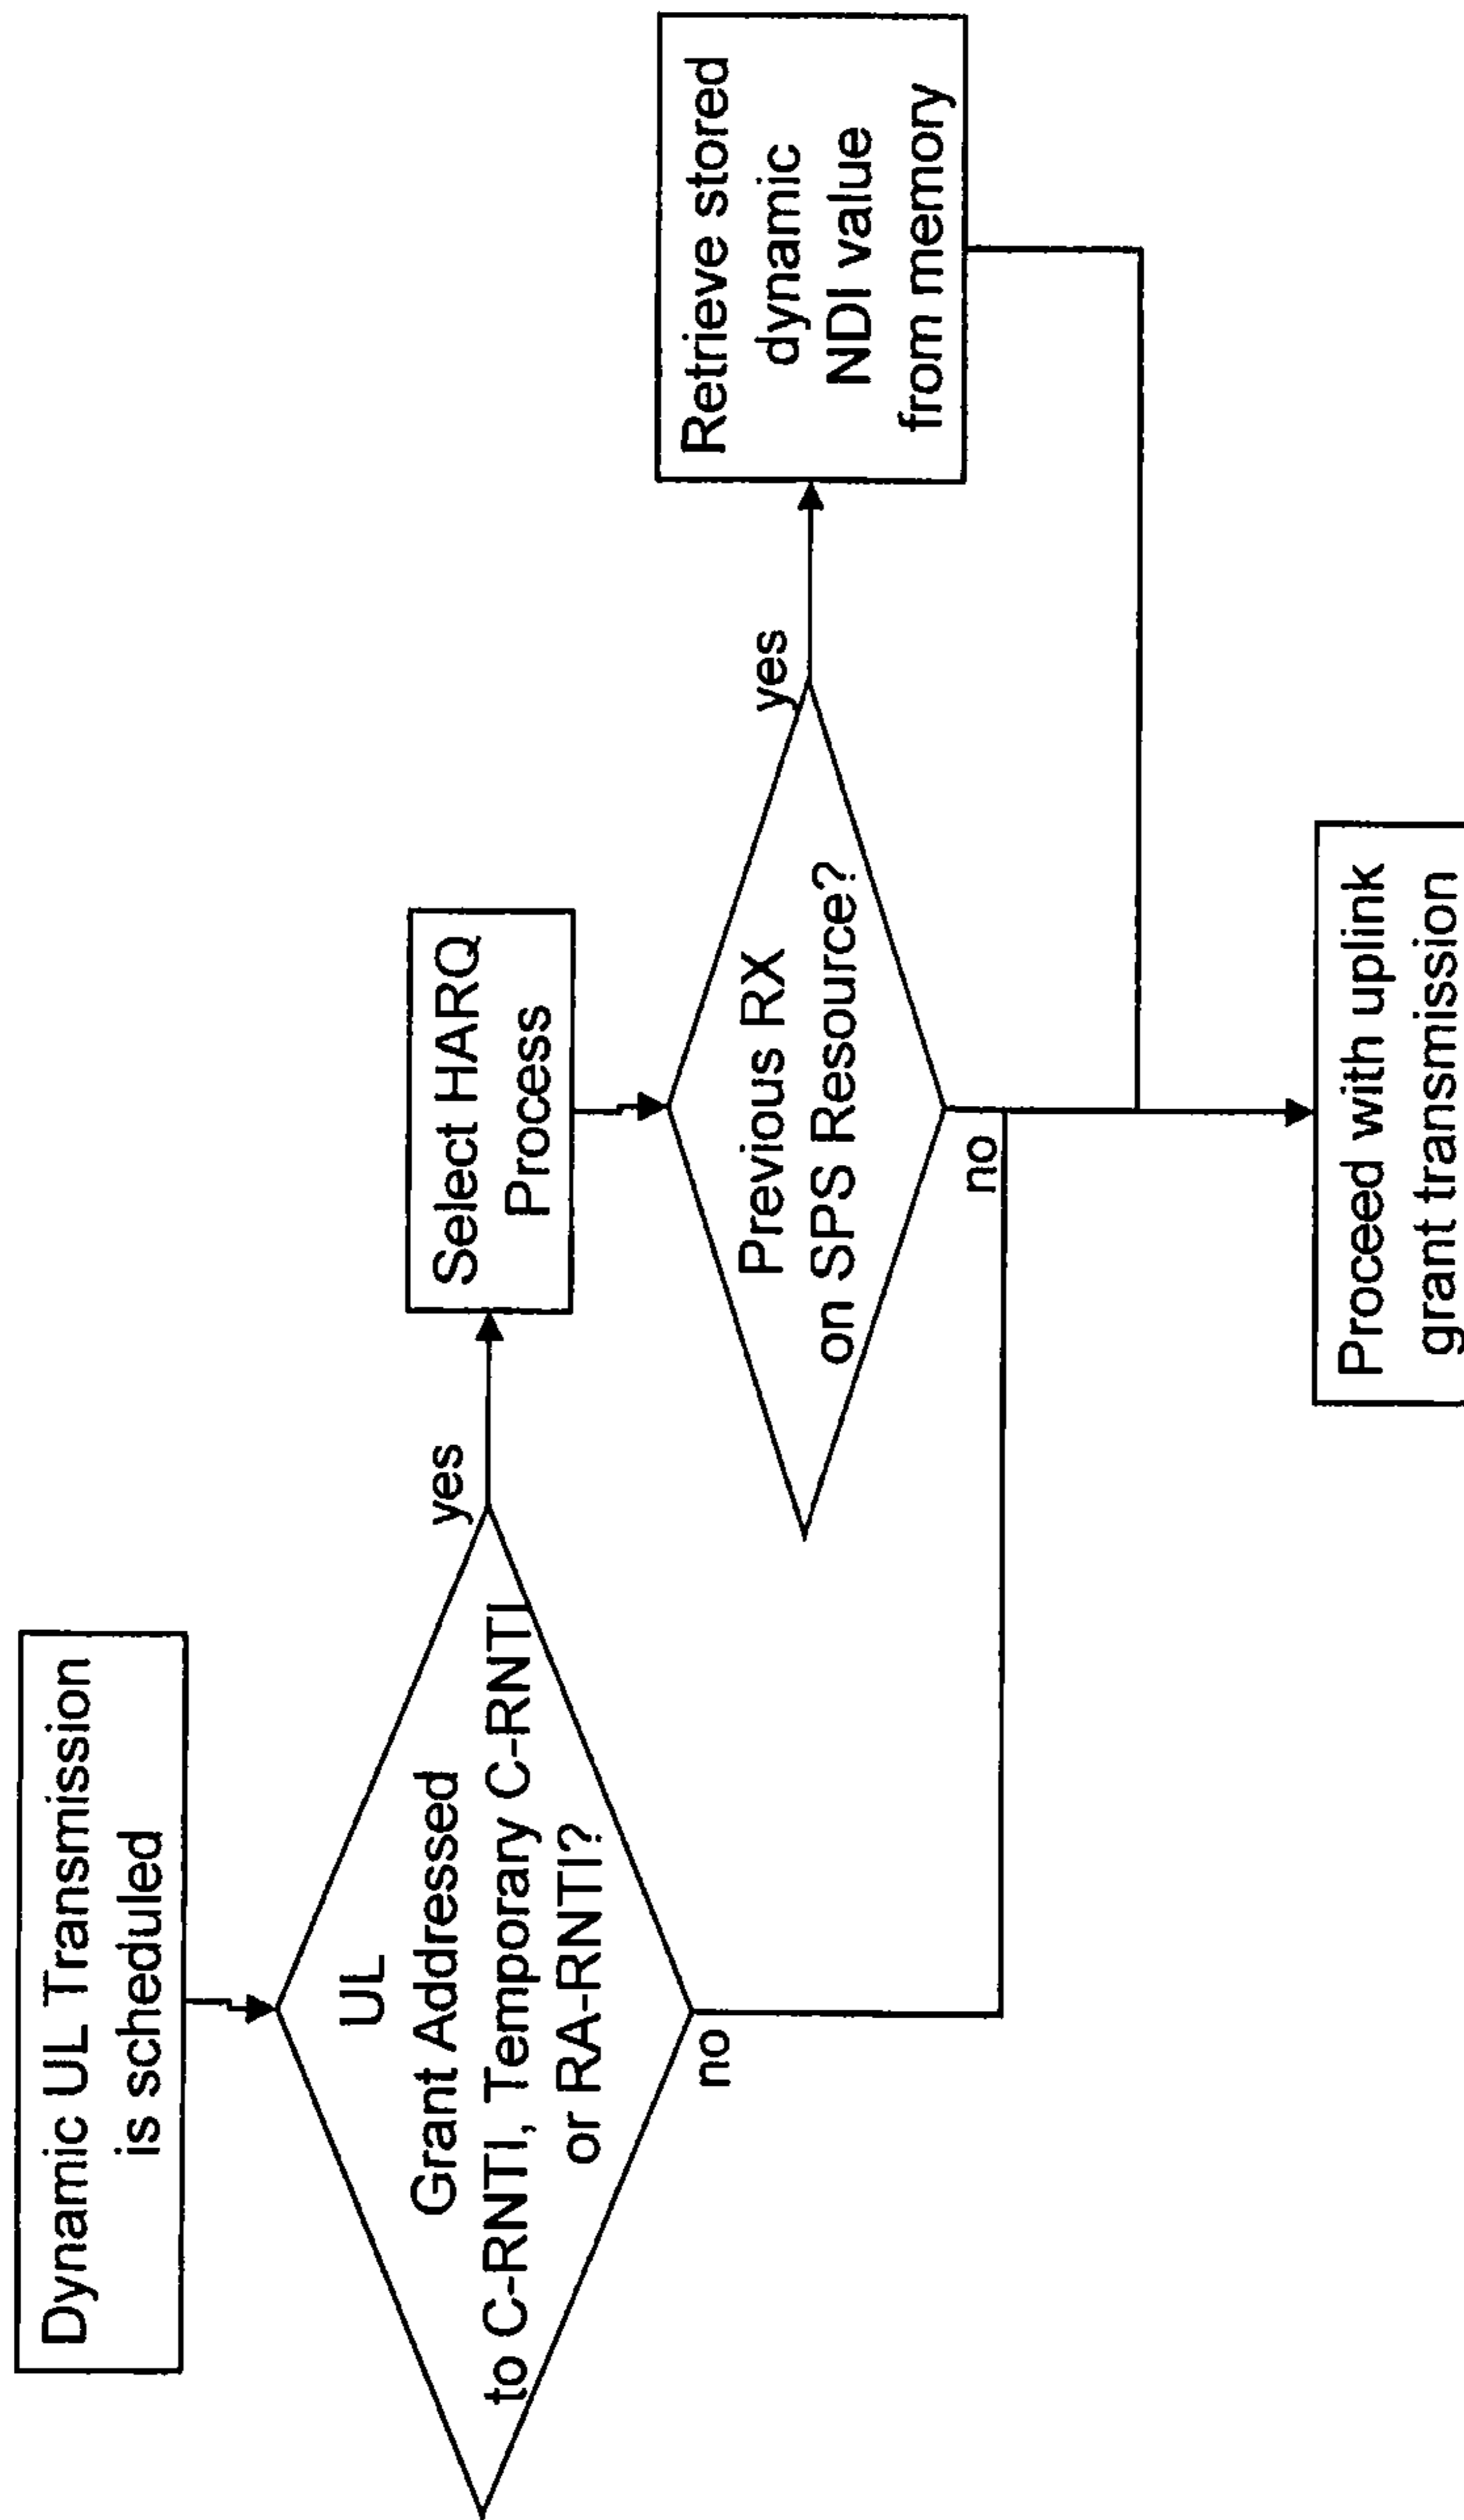 Dynamic UL Transmission
is scheduled
UL
Grant Addressed
to C-RNTI, Temporary C-RNTI
or RA-RNTI?
yes
no
Select HARQ
Process
Previous RX
on SPS Resource?
yes
no
Retrieve stored
dynamic
NDI value
from memory
Proceed with uplink
grant transmission